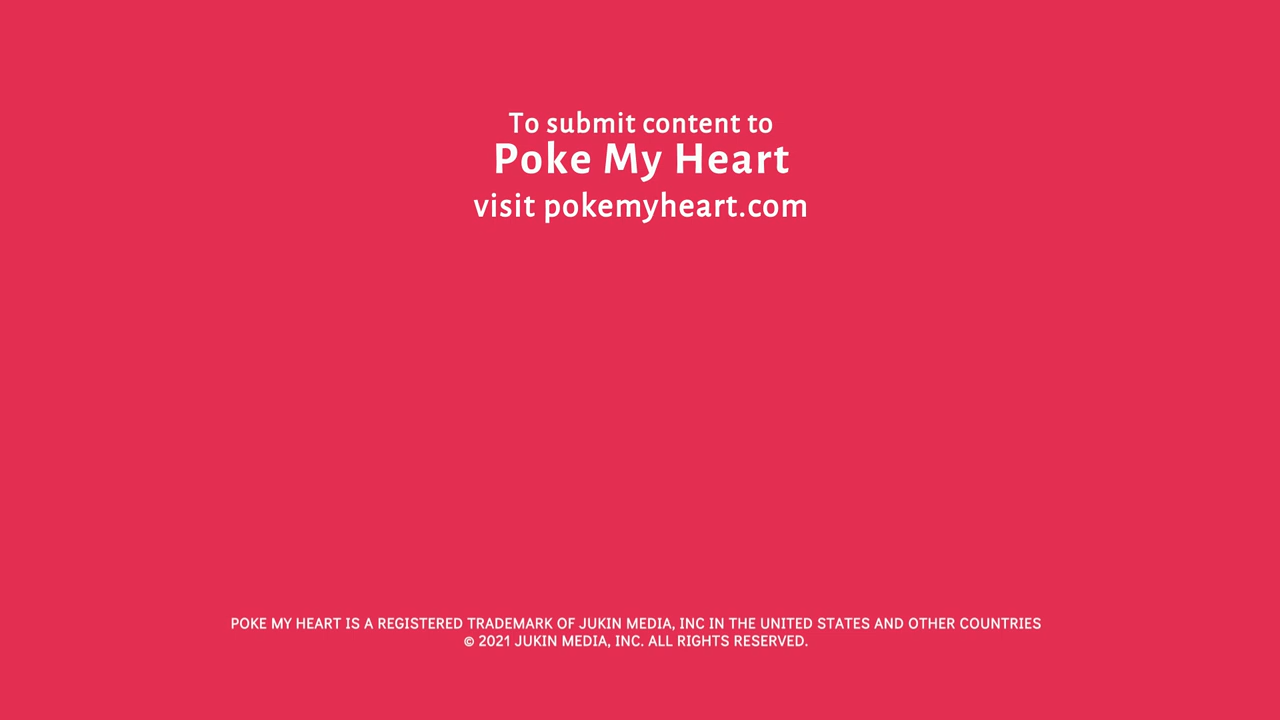 To submit content to
Poke My Heart
visit pokemyheart.com
POKE MY HEART IS A REGISTERED TRADEMARK OF JUKIN MEDIA, INC IN THE UNITED STATES AND OTHER COUNTRIES
© 2021 JUKIN MEDIA, INC. ALL RIGHTS RESERVED.